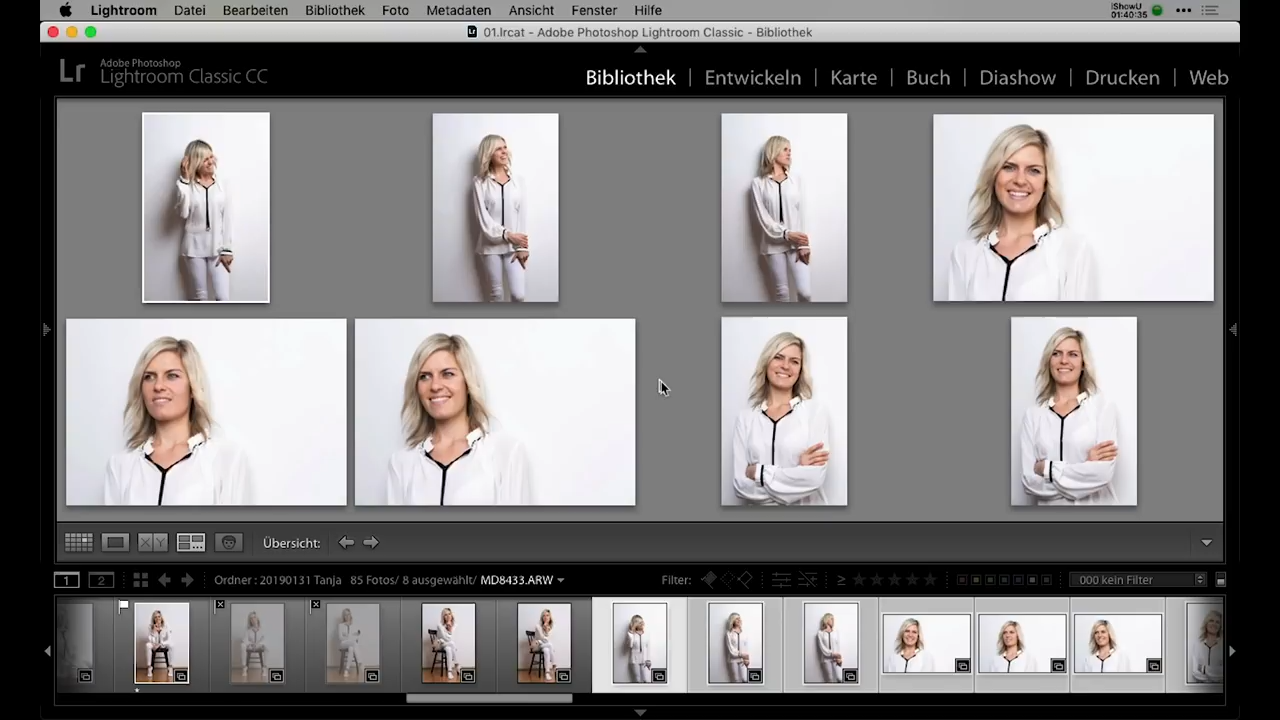 Lightroom Datei Bearbeiten Bibliothek Foto Metadaten Ansicht Fenster Hilfe iShowU 01:40:35
01.lrcat - Adobe Photoshop Lightroom Classic - Bibliothek
Lr Adobe Photoshop
Lightroom Classic CC
Bibliothek | Entwickeln | Karte | Buch | Diashow | Drucken | Web
XY Übersicht:
1 2 Ordner : 20190131 Tanja 85 Fotos/ 8 ausgewählt/ MD8433.ARW Filter: ≥ 000 kein Filter